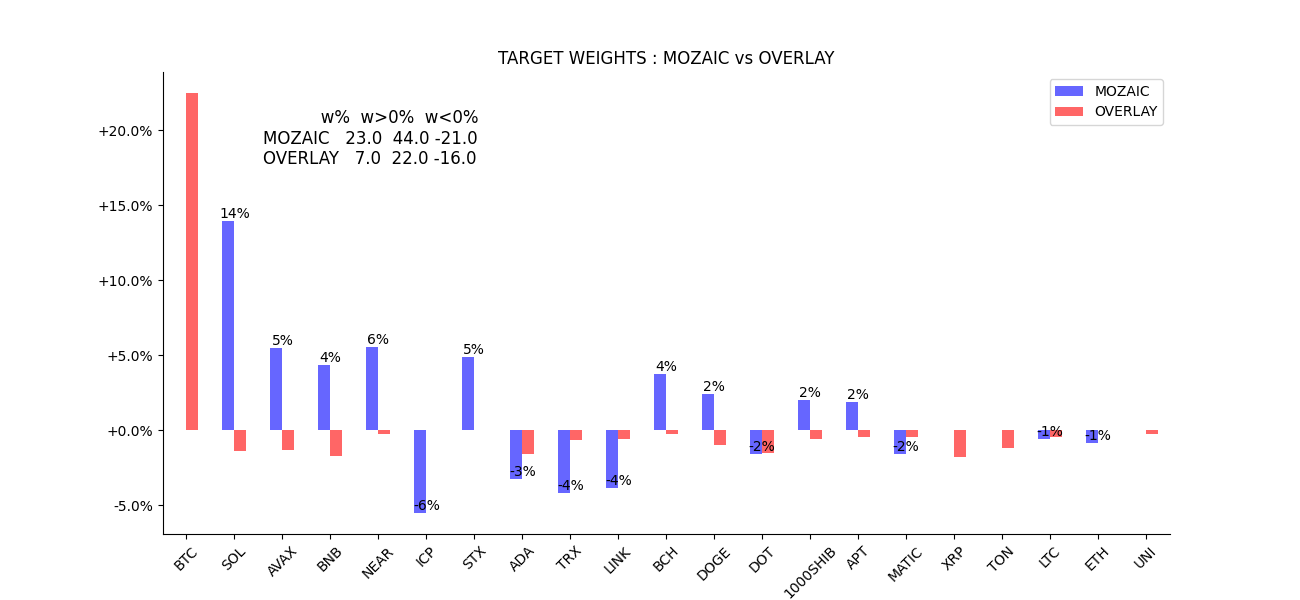 TARGET WEIGHTS : MOZAIC vs OVERLAY
MOZAIC
OVERLAY
w% w>0% w<0%
MOZAIC 23.0 44.0 -21.0
OVERLAY 7.0 22.0 -16.0
+20.0%
+15.0%
+10.0%
+5.0%
+0.0%
-5.0%
14%
5%
4%
6%
-6%
5%
-3%
-4%
-4%
4%
2%
-2%
2%
2%
-2%
-1%
-1%
BTC
SOL
AVAX
BNB
NEAR
ICP
STX
ADA
TRX
LINK
BCH
DOGE
DOT
1000SHIB
APT
MATIC
XRP
TON
LTC
ETH
UNI